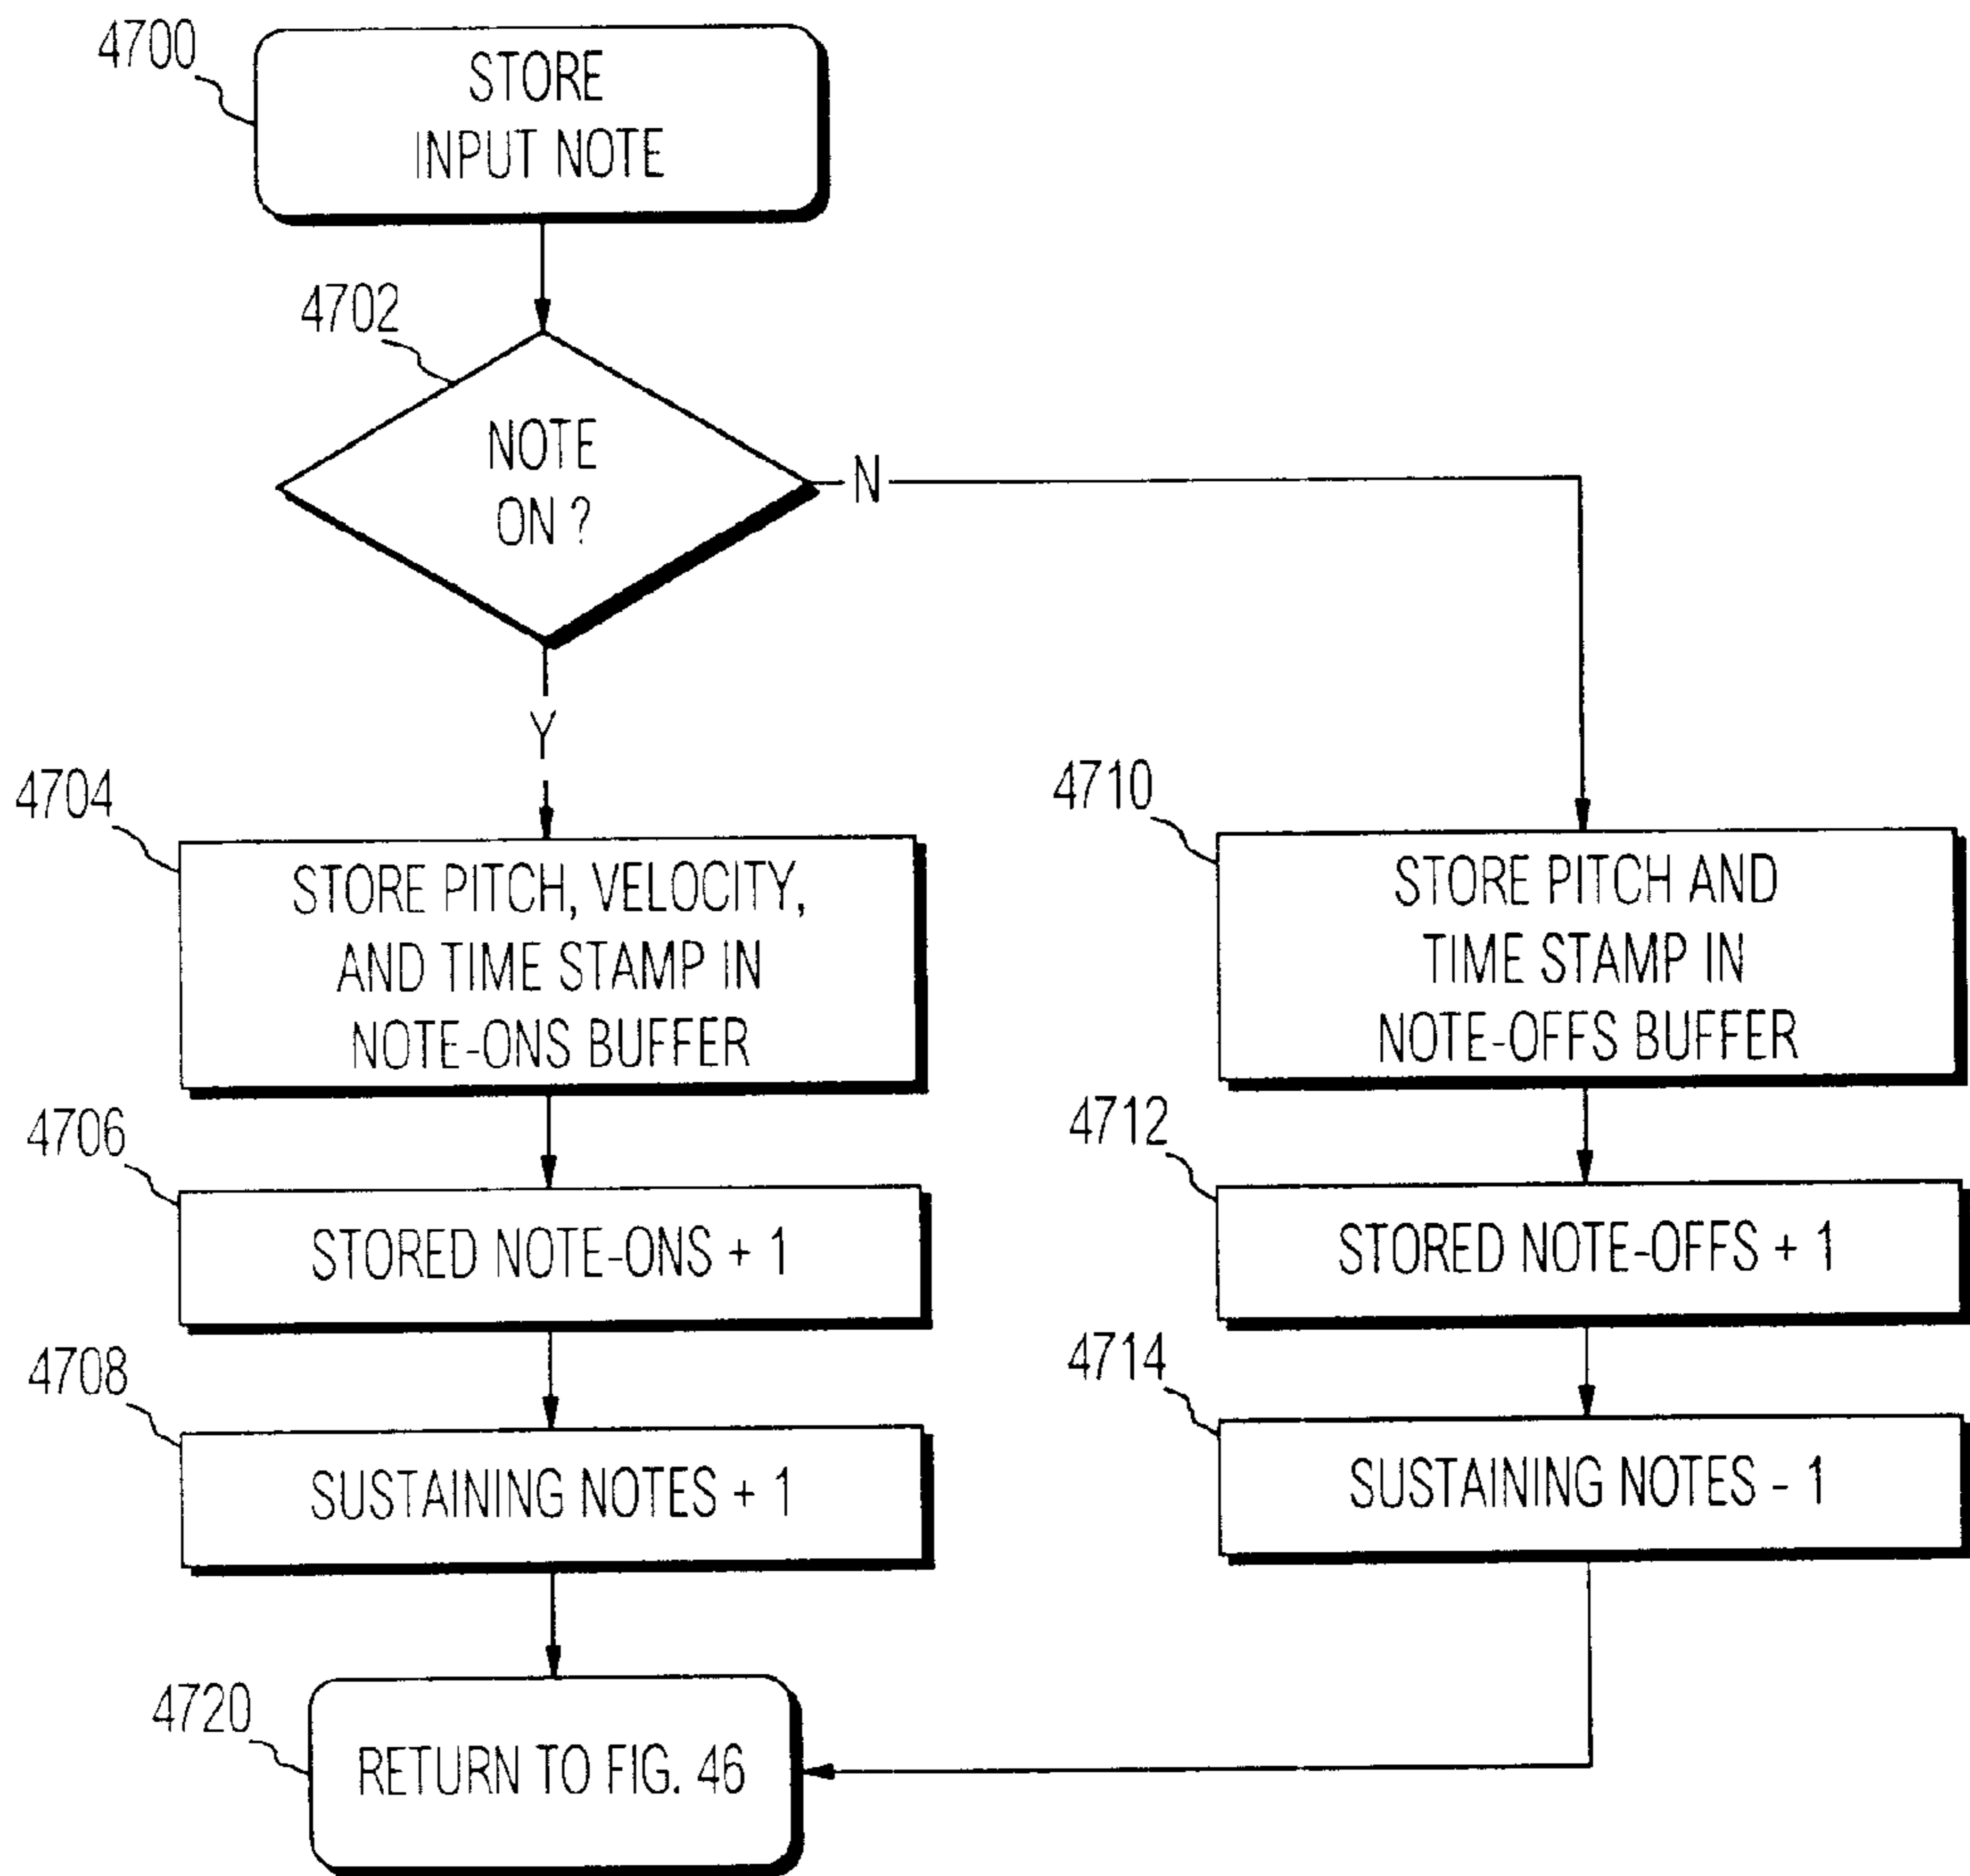 4700
STORE
INPUT NOTE
4702
NOTE
ON ?
N
Y
4704
STORE PITCH, VELOCITY,
AND TIME STAMP IN
NOTE-ONS BUFFER
4710
STORE PITCH AND
TIME STAMP IN
NOTE-OFFS BUFFER
4706
STORED NOTE-ONS + 1
4712
STORED NOTE-OFFS + 1
4708
SUSTAINING NOTES + 1
4714
SUSTAINING NOTES - 1
4720
RETURN TO FIG. 46